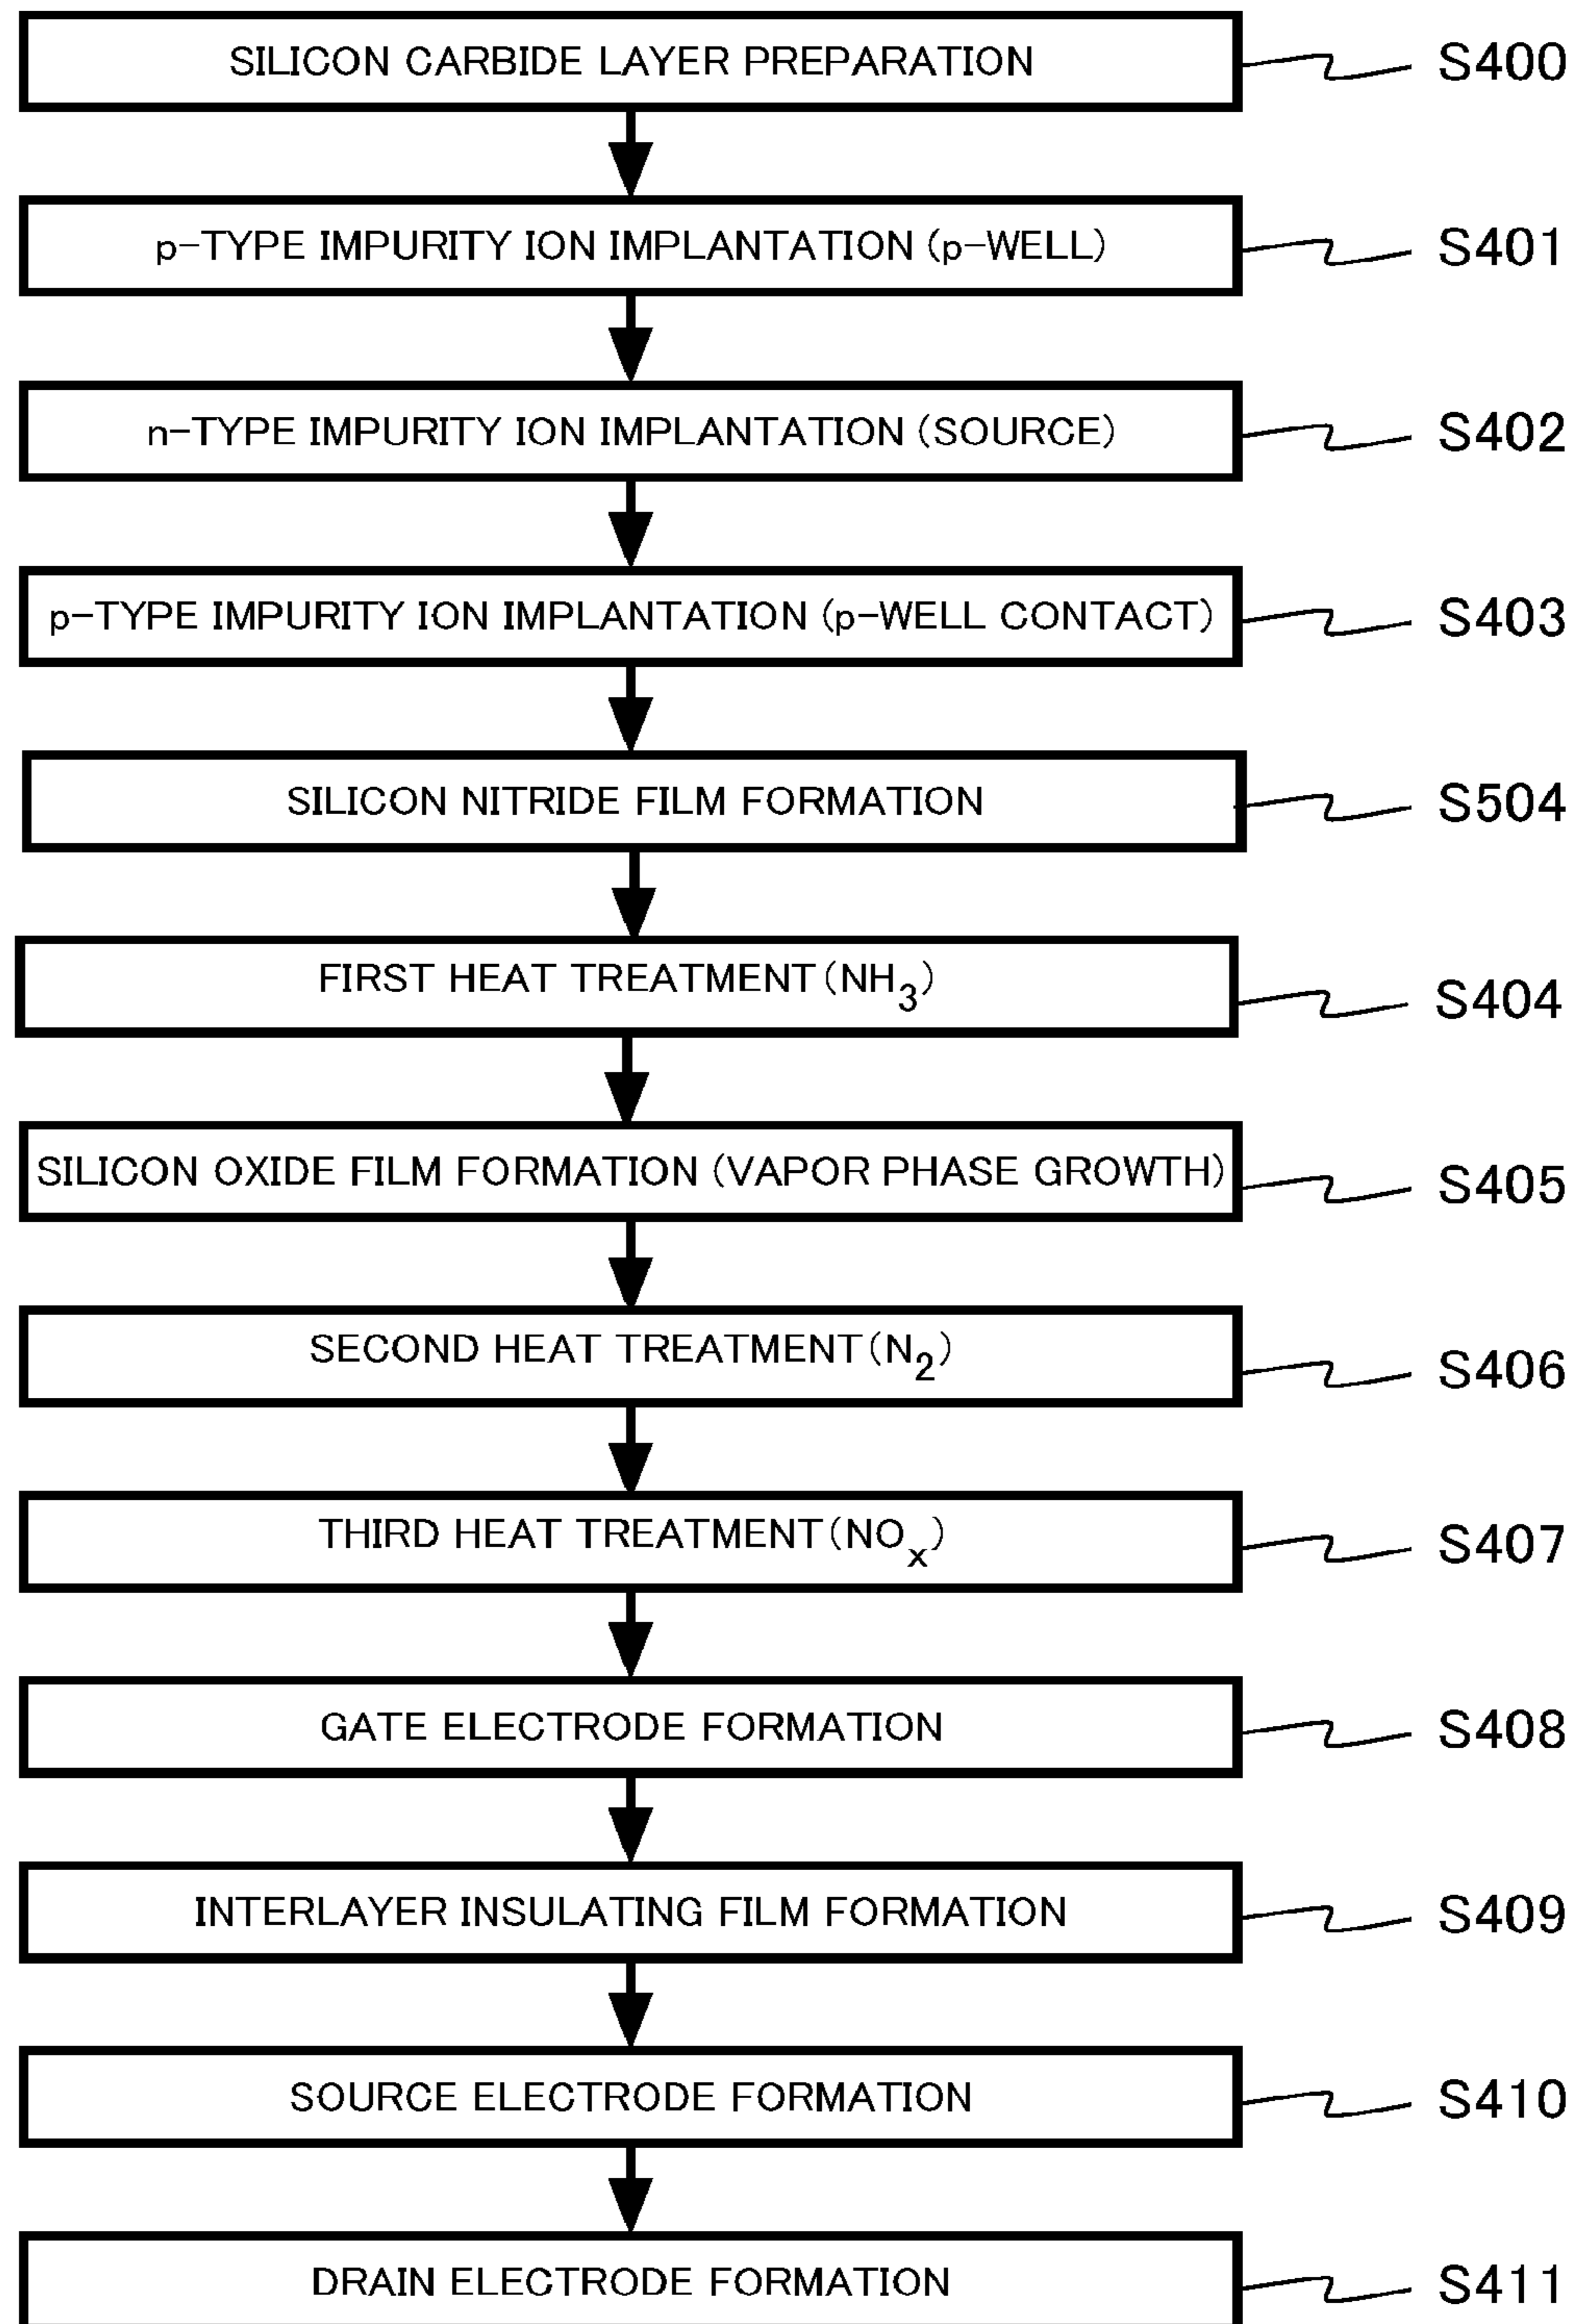 SILICON CARBIDE LAYER PREPARATION S400
p-TYPE IMPURITY ION IMPLANTATION (p-WELL) S401
n-TYPE IMPURITY ION IMPLANTATION (SOURCE) S402
p-TYPE IMPURITY ION IMPLANTATION (p-WELL CONTACT) S403
SILICON NITRIDE FILM FORMATION S504
FIRST HEAT TREATMENT (NH₃) S404
SILICON OXIDE FILM FORMATION (VAPOR PHASE GROWTH) S405
SECOND HEAT TREATMENT (N₂) S406
THIRD HEAT TREATMENT (NOₓ) S407
GATE ELECTRODE FORMATION S408
INTERLAYER INSULATING FILM FORMATION S409
SOURCE ELECTRODE FORMATION S410
DRAIN ELECTRODE FORMATION S411